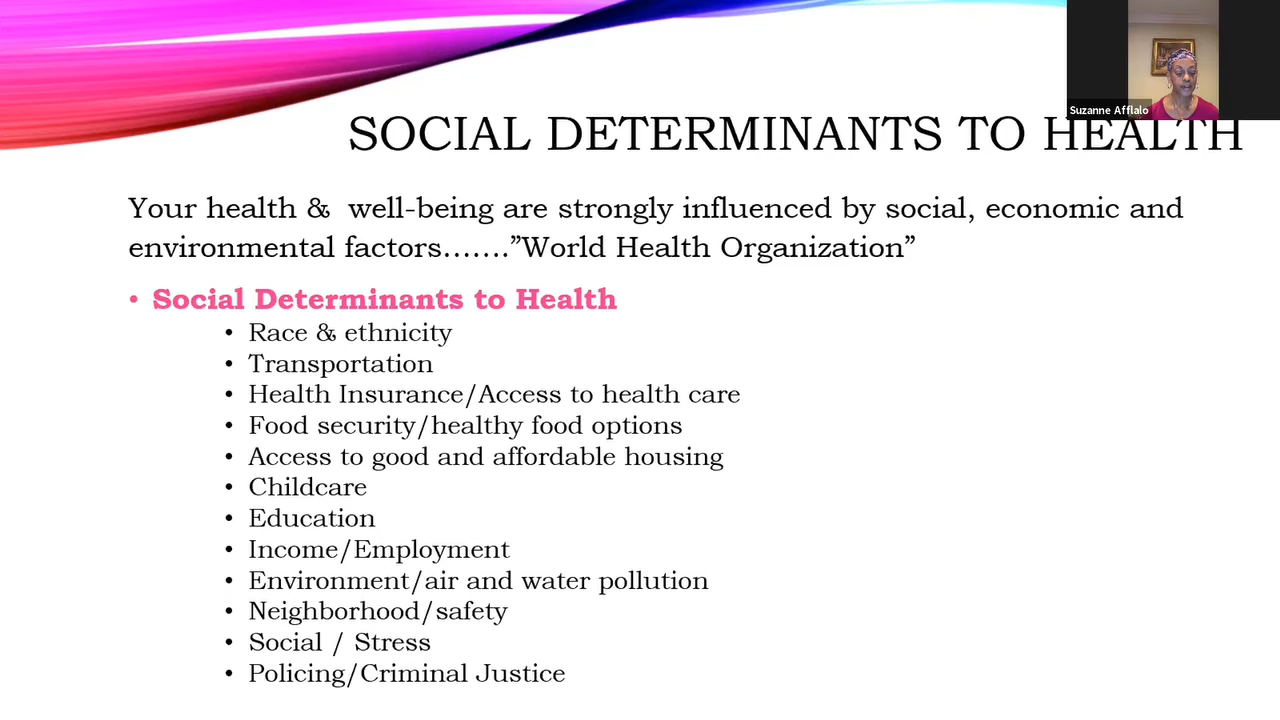 Suzanne Afflalo
SOCIAL DETERMINANTS TO HEALTH
Your health &  well-being are strongly influenced by social, economic and
environmental factors…….”World Health Organization”
• Social Determinants to Health
• Race & ethnicity
• Transportation
• Health Insurance/Access to health care
• Food security/healthy food options
• Access to good and affordable housing
• Childcare
• Education
• Income/Employment
• Environment/air and water pollution
• Neighborhood/safety
• Social / Stress
• Policing/Criminal Justice